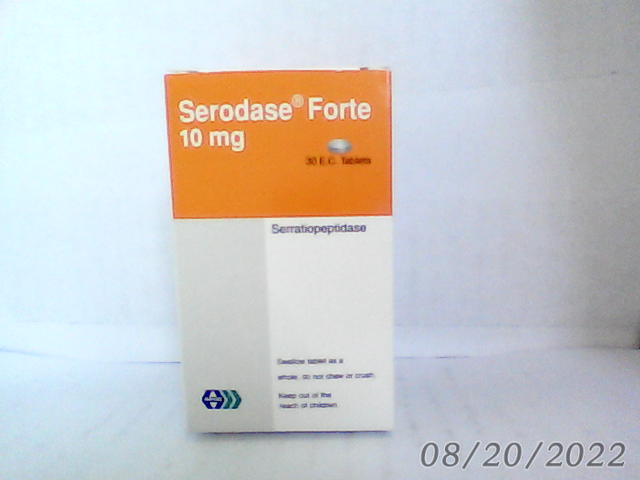 Serodase® Forte
10 mg
30 E.C. Tablets
Serratiopeptidase
Swallow tablet as a
whole, do not chew or crush.
Keep out of the
reach of children
08/20/2022